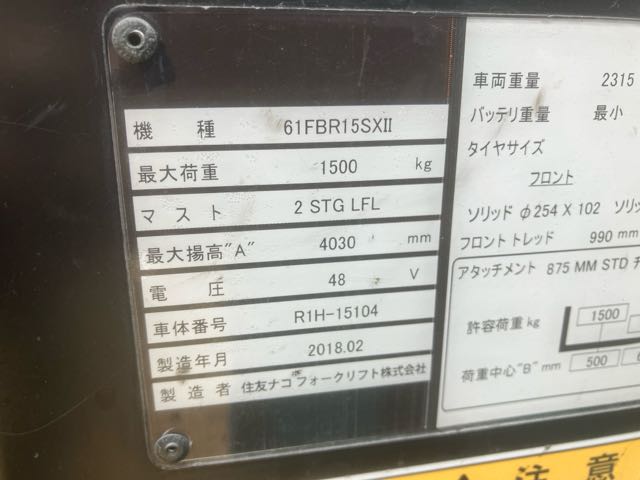 機 種 61FBR15SXII
最大荷重 1500 kg
マ ス ト 2 STG LFL
最大揚高"A" 4030 mm
電 圧 48 V
車体番号 R1H-15104
製造年月 2018.02
製 造 者 住友ナコフォークリフト株式会社
車両重量 2315
バッテリ重量 最小
タイヤサイズ
フロント
ソリッド φ254 X 102 ソリッ
フロント トレッド 990 mm
アタッチメント 875 MM STD
許容荷重 kg 1500
荷重中心"B" mm 500
注 意